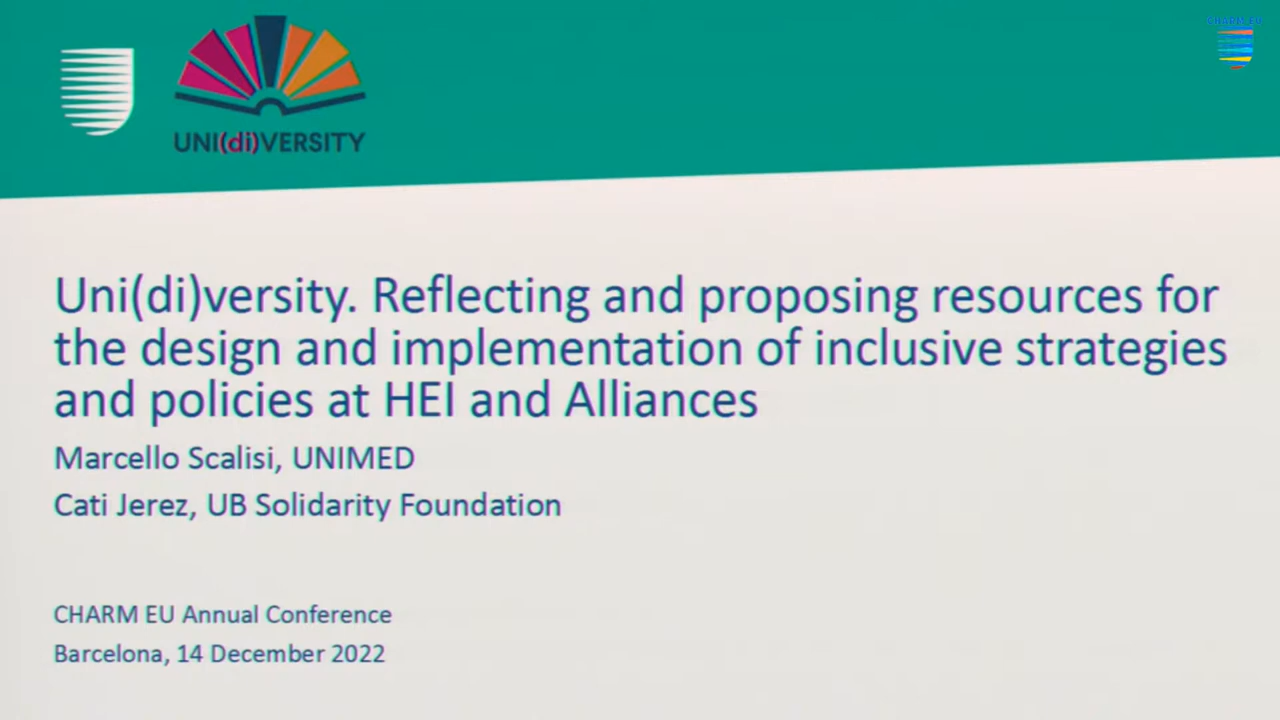 CHARM EU
UNI(di)VERSITY
Uni(di)versity. Reflecting and proposing resources for
the design and implementation of inclusive strategies
and policies at HEI and Alliances
Marcello Scalisi, UNIMED
Cati Jerez, UB Solidarity Foundation
CHARM EU Annual Conference
Barcelona, 14 December 2022